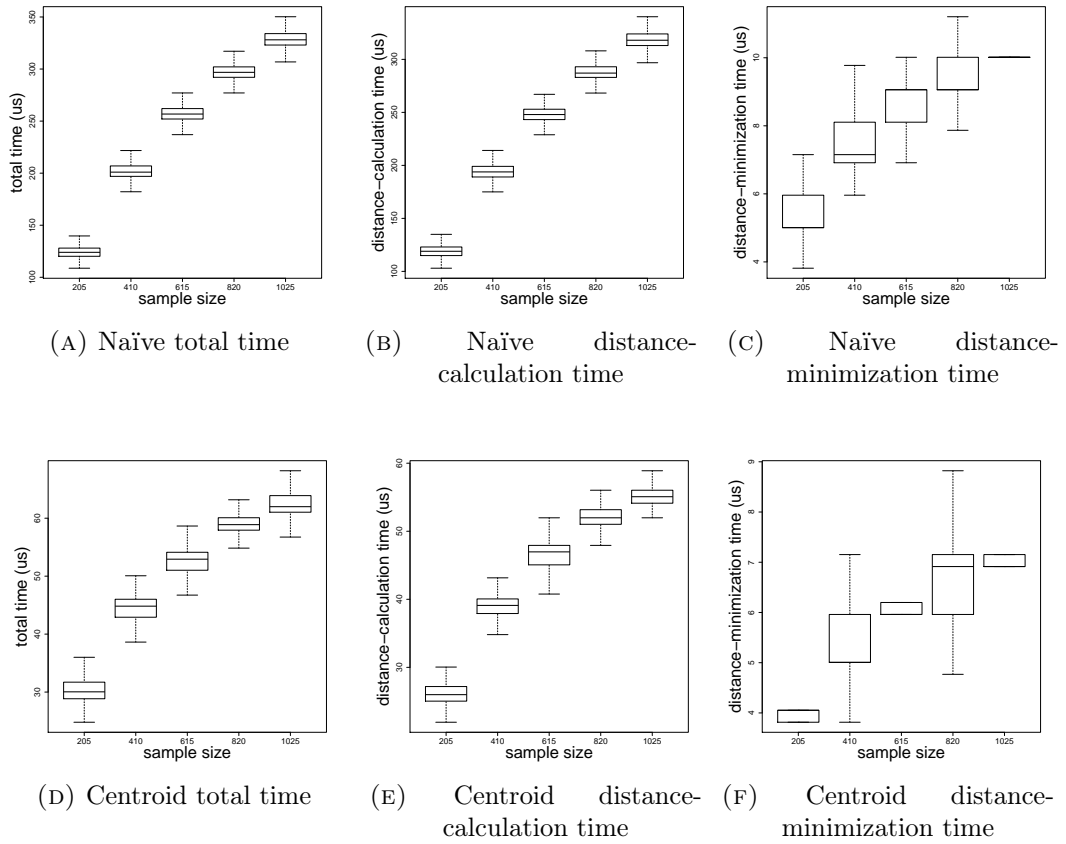 total time (us)
100 150 200 250 300 350
205 410 615 820 1025
sample size
(A) Naïve total time
distance−calculation time (us)
100 150 200 250 300
205 410 615 820 1025
sample size
(B) Naïve distance-
calculation time
distance−minimization time (us)
4 6 8 10
205 410 615 820 1025
sample size
(C) Naïve distance-
minimization time
total time (us)
30 40 50 60
205 410 615 820 1025
sample size
(D) Centroid total time
distance−calculation time (us)
30 40 50 60
205 410 615 820 1025
sample size
(E) Centroid distance-
calculation time
distance−minimization time (us)
4 5 6 7 8 9
205 410 615 820 1025
sample size
(F) Centroid distance-
minimization time